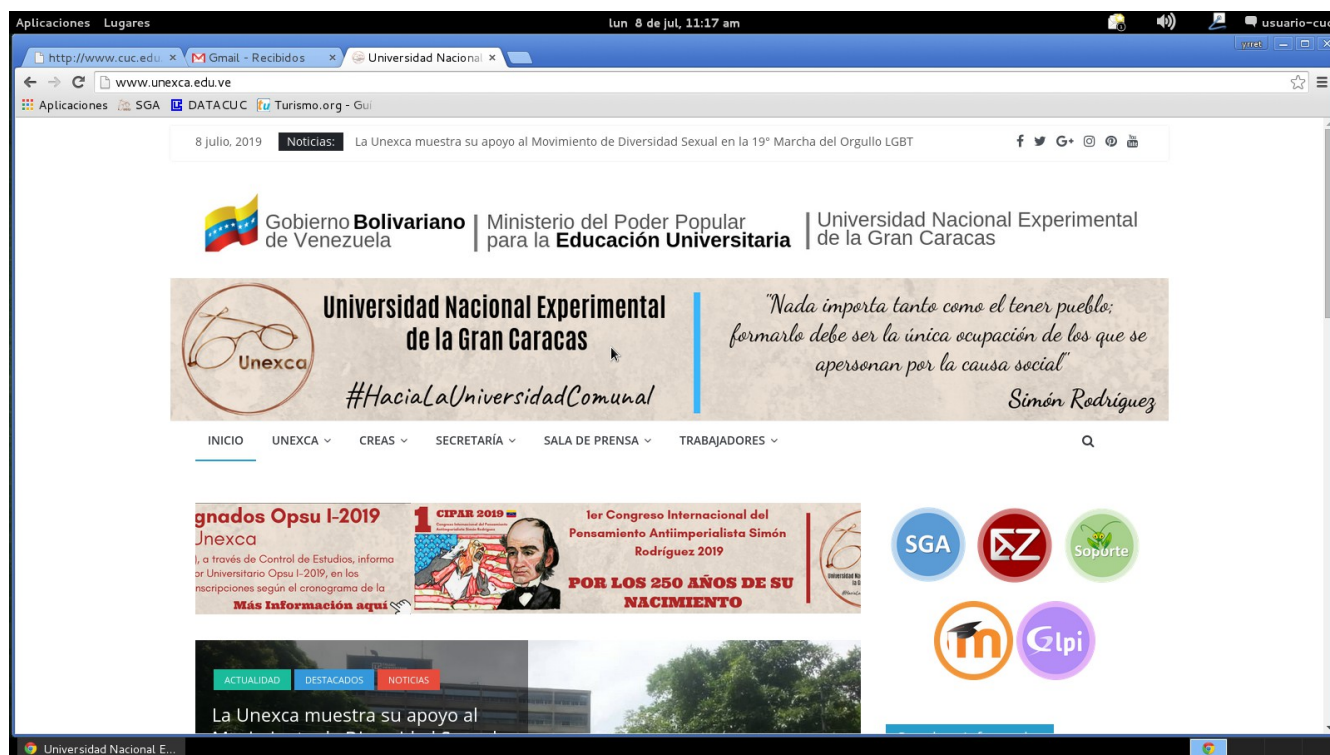 Aplicaciones Lugares
lun 8 de jul, 11:17 am
usuario-cuc
yrret
http://www.cuc.edu.
Gmail - Recibidos
Universidad Nacional
www.unexca.edu.ve
Aplicaciones SGA DATACUC Turismo.org - Guí
8 julio, 2019 Noticias: La Unexca muestra su apoyo al Movimiento de Diversidad Sexual en la 19° Marcha del Orgullo LGBT
Gobierno Bolivariano
de Venezuela
Ministerio del Poder Popular
para la Educación Universitaria
Universidad Nacional Experimental
de la Gran Caracas
Unexca
Universidad Nacional Experimental
de la Gran Caracas
#HaciaLaUniversidadComunal
"Nada importa tanto como el tener pueblo;
formarlo debe ser la única ocupación de los que se
apersonan por la causa social"
Simón Rodríguez
INICIO UNEXCA CREAS SECRETARÍA SALA DE PRENSA TRABAJADORES
gnados Opsu I-2019
Unexca
), a través de Control de Estudios, informa
or Universitario Opsu I-2019, en los
nscripciones según el cronograma de la
Más Información aquí
1 CIPAR 2019
1er Congreso Internacional del
Pensamiento Antiimperialista Simón
Rodríguez 2019
POR LOS 250 AÑOS DE SU
NACIMIENTO
SGA
Z
Soporte
m
Glpi
ACTUALIDAD DESTACADOS NOTICIAS
La Unexca muestra su apoyo al
Universidad Nacional E...